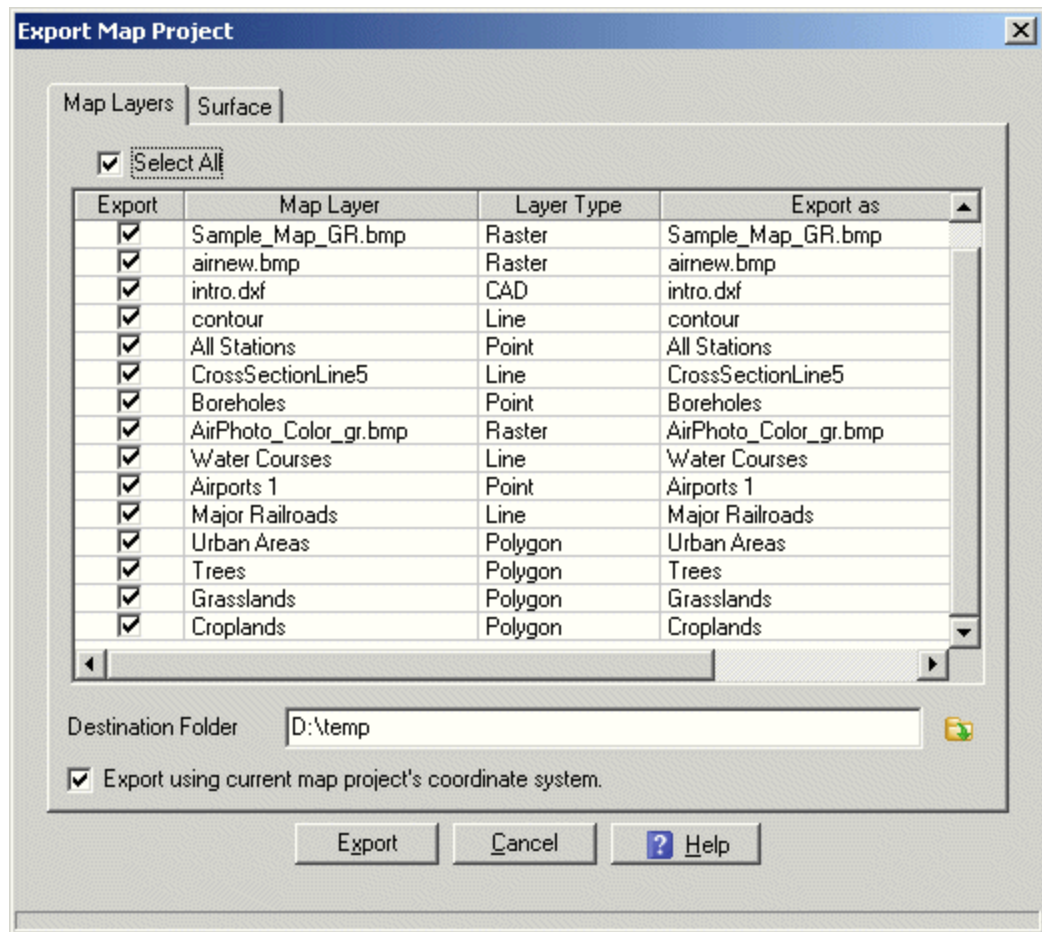 Export Map Project
Map Layers Surface
Select All
Export Map Layer Layer Type Export as
Sample_Map_GR.bmp Raster Sample_Map_GR.bmp
airnew.bmp Raster airnew.bmp
intro.dxf CAD intro.dxf
contour Line contour
All Stations Point All Stations
CrossSectionLine5 Line CrossSectionLine5
Boreholes Point Boreholes
AirPhoto_Color_gr.bmp Raster AirPhoto_Color_gr.bmp
Water Courses Line Water Courses
Airports 1 Point Airports 1
Major Railroads Line Major Railroads
Urban Areas Polygon Urban Areas
Trees Polygon Trees
Grasslands Polygon Grasslands
Croplands Polygon Croplands
Destination Folder D:\temp
Export using current map project's coordinate system.
Export Cancel ? Help